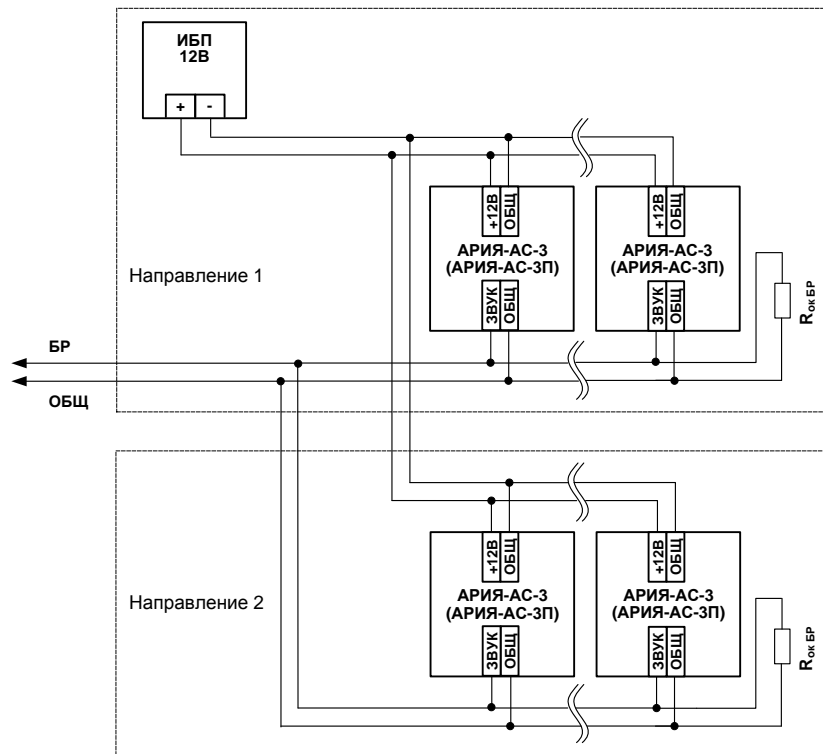 ИБП
12В
+ -
+12В ОБЩ
+12В ОБЩ
АРИЯ-АС-3
(АРИЯ-АС-3П)
АРИЯ-АС-3
(АРИЯ-АС-3П)
Направление 1
ЗВУК ОБЩ
ЗВУК ОБЩ
Rок БР
БР
ОБЩ
+12В ОБЩ
+12В ОБЩ
АРИЯ-АС-3
(АРИЯ-АС-3П)
АРИЯ-АС-3
(АРИЯ-АС-3П)
Направление 2
ЗВУК ОБЩ
ЗВУК ОБЩ
Rок БР